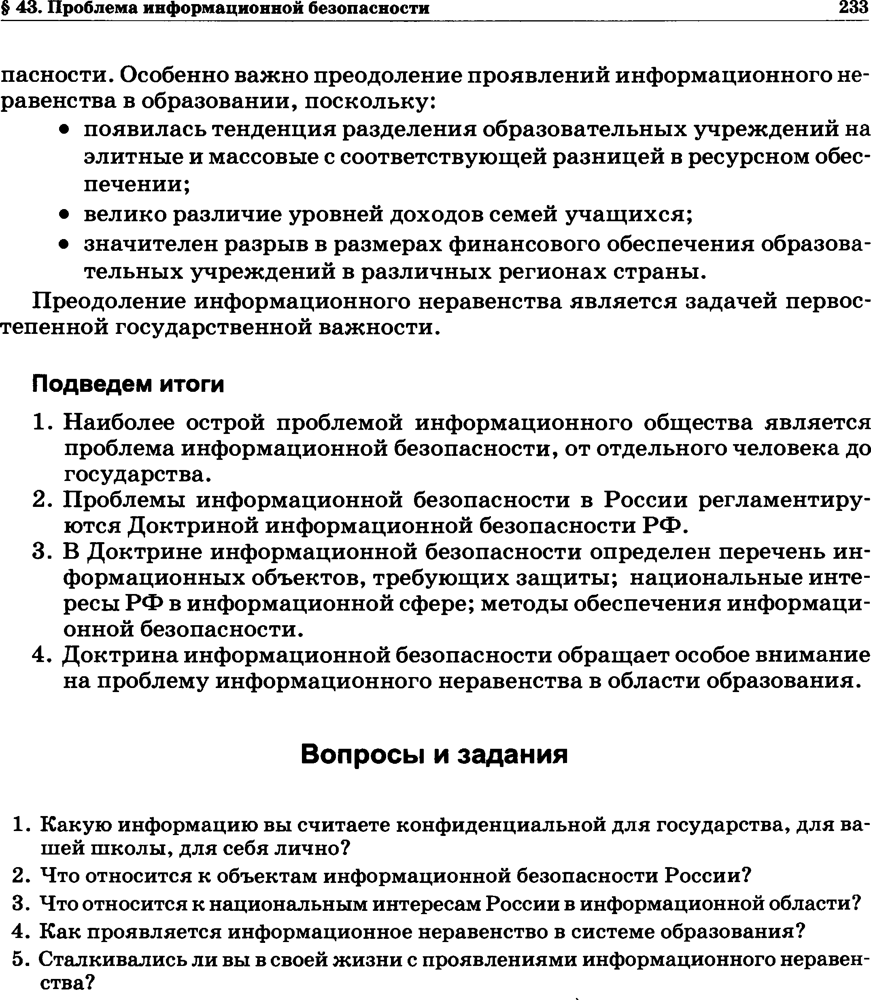 § 43. Проблема информационной безопасности 233
пасности. Особенно важно преодоление проявлений информационного не-
равенства в образовании, поскольку:
• появилась тенденция разделения образовательных учреждений на
элитные и массовые с соответствующей разницей в ресурсном обес-
печении;
• велико различие уровней доходов семей учащихся;
• значителен разрыв в размерах финансового обеспечения образова-
тельных учреждений в различных регионах страны.
Преодоление информационного неравенства является задачей первос-
тепенной государственной важности.
Подведем итоги
1. Наиболее острой проблемой информационного общества является
проблема информационной безопасности, от отдельного человека до
государства.
2. Проблемы информационной безопасности в России регламентиру-
ются Доктриной информационной безопасности РФ.
3. В Доктрине информационной безопасности определен перечень ин-
формационных объектов, требующих защиты; национальные инте-
ресы РФ в информационной сфере; методы обеспечения информаци-
онной безопасности.
4. Доктрина информационной безопасности обращает особое внимание
на проблему информационного неравенства в области образования.
Вопросы и задания
1. Какую информацию вы считаете конфиденциальной для государства, для ва-
шей школы, для себя лично?
2. Что относится к объектам информационной безопасности России?
3. Что относится к национальным интересам России в информационной области?
4. Как проявляется информационное неравенство в системе образования?
5. Сталкивались ли вы в своей жизни с проявлениями информационного неравен-
ства?